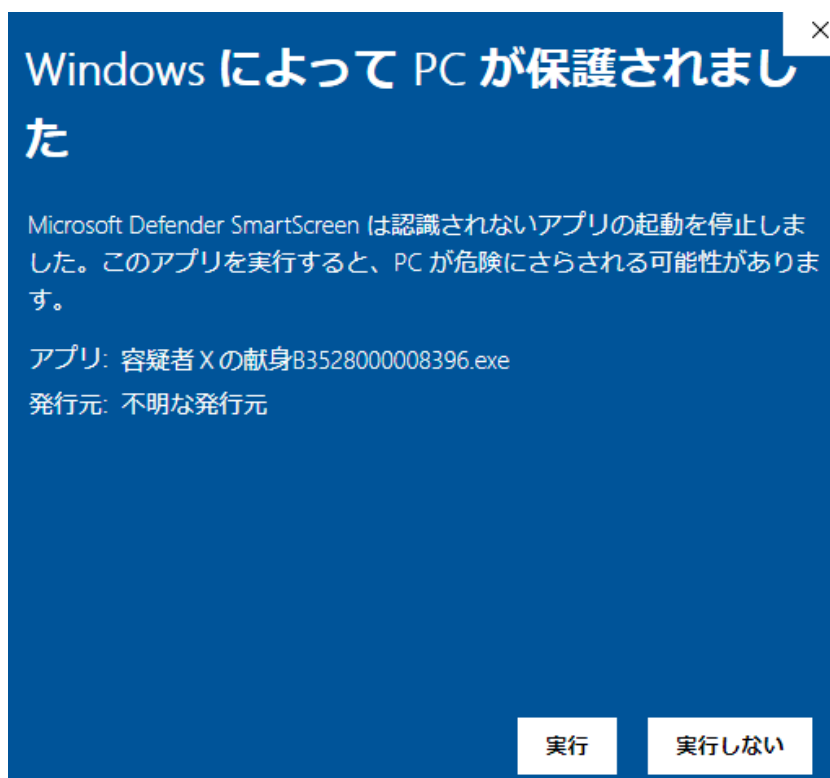 Windows によって PC が保護されまし
た
Microsoft Defender SmartScreen は認識されないアプリの起動を停止しま
した。このアプリを実行すると、PC が危険にさらされる可能性がありま
す。
アプリ: 容疑者Xの献身B3528000008396.exe
発行元: 不明な発行元
実行
実行しない